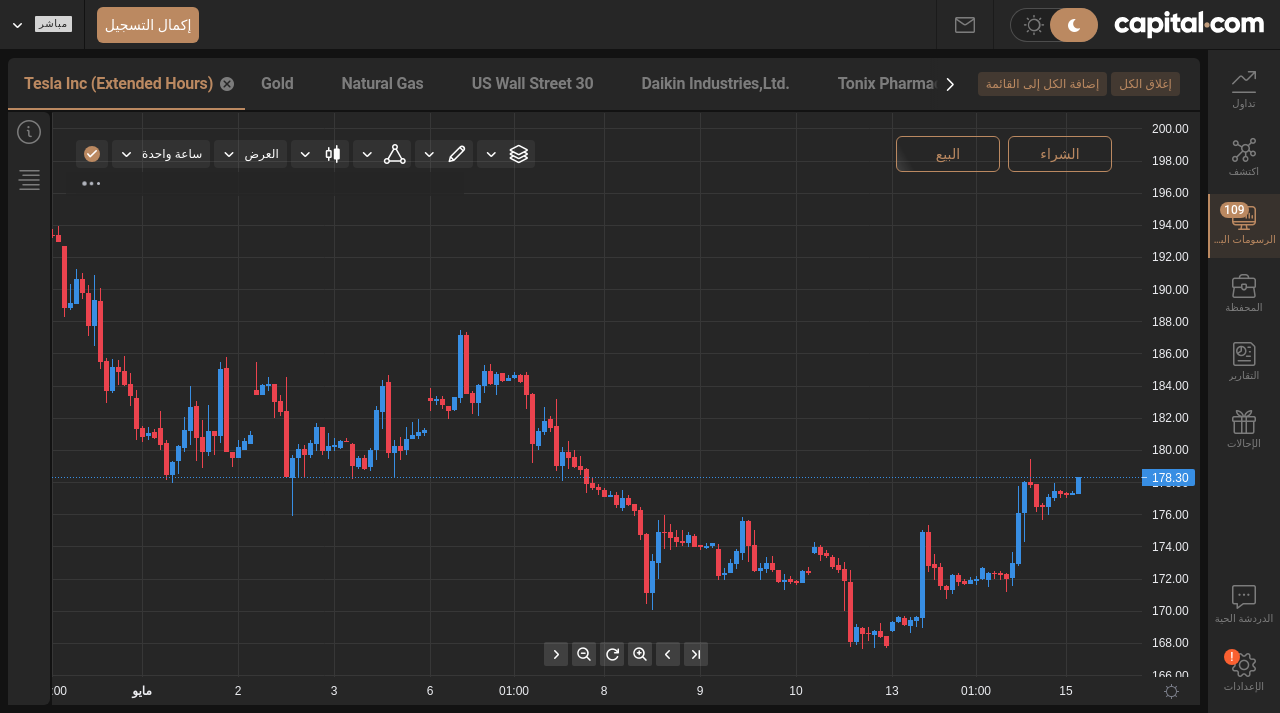 مباشر
إكمال التسجيل
capital.com
Tesla Inc (Extended Hours)
Gold
Natural Gas
US Wall Street 30
Daikin Industries,Ltd.
Tonix Pharma
إضافة الكل إلى القائمة
إغلاق الكل
ساعة واحدة
العرض
البيع
الشراء
200.00
198.00
196.00
194.00
192.00
190.00
188.00
186.00
184.00
182.00
180.00
178.30
176.00
174.00
172.00
170.00
168.00
166.00
:00
مايو
2
3
6
01:00
8
9
10
13
01:00
15
تداول
اكتشف
109
الرسومات الب...
المحفظة
التقارير
الإحالات
الدردشة الحية
!
الإعدادات